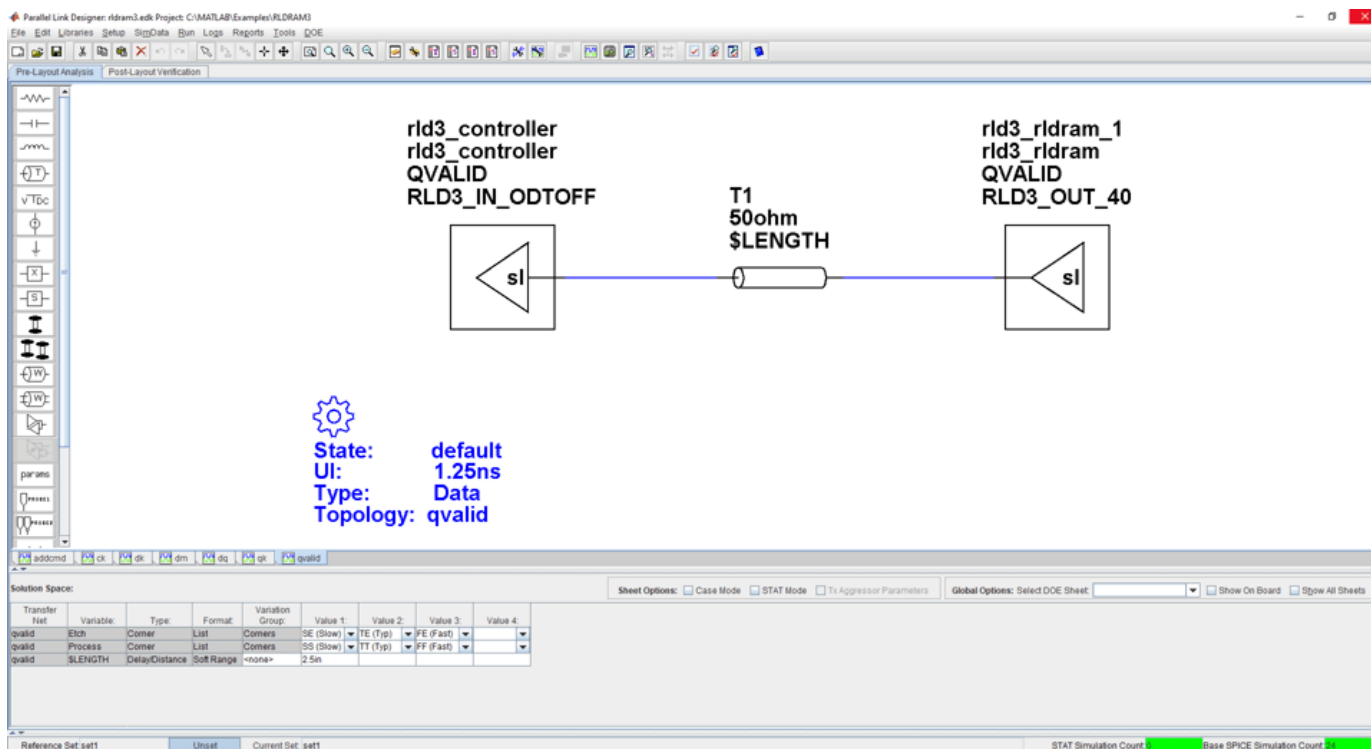 Parallel Link Designer: rldram3.edk Project: C:\MATLAB\Examples\RLDRAM3
File Edit Libraries Setup SimData Run Logs Reports Tools DOE
Pre-Layout Analysis Post-Layout Verification
rld3_controller
rld3_controller
QVALID
RLD3_IN_ODTOFF
T1
50ohm
$LENGTH
rld3_rldram_1
rld3_rldram
QVALID
RLD3_OUT_40
sI
sI
T
DC
X
S
W
W
params
State: default
UI: 1.25ns
Type: Data
Topology: qvalid
addcmd ck dk dm dq qk qvalid
Solution Space:
Sheet Options: Case Mode STAT Mode Tx Aggressor Parameters Global Options: Select DOE Sheet: Show On Board Show All Sheets
Transfer Net Variable: Type: Format: Variation Group: Value 1: Value 2: Value 3: Value 4:
qvalid Etch Corner List Corners SE (Slow) TE (Typ) FE (Fast)
qvalid Process Corner List Corners SS (Slow) TT (Typ) FF (Fast)
qvalid $LENGTH Delay/Distance Soft Range <none> 2.5in
Reference Set: set1 Unset Current Set: set1 STAT Simulation Count: 0 Base SPICE Simulation Count: 24